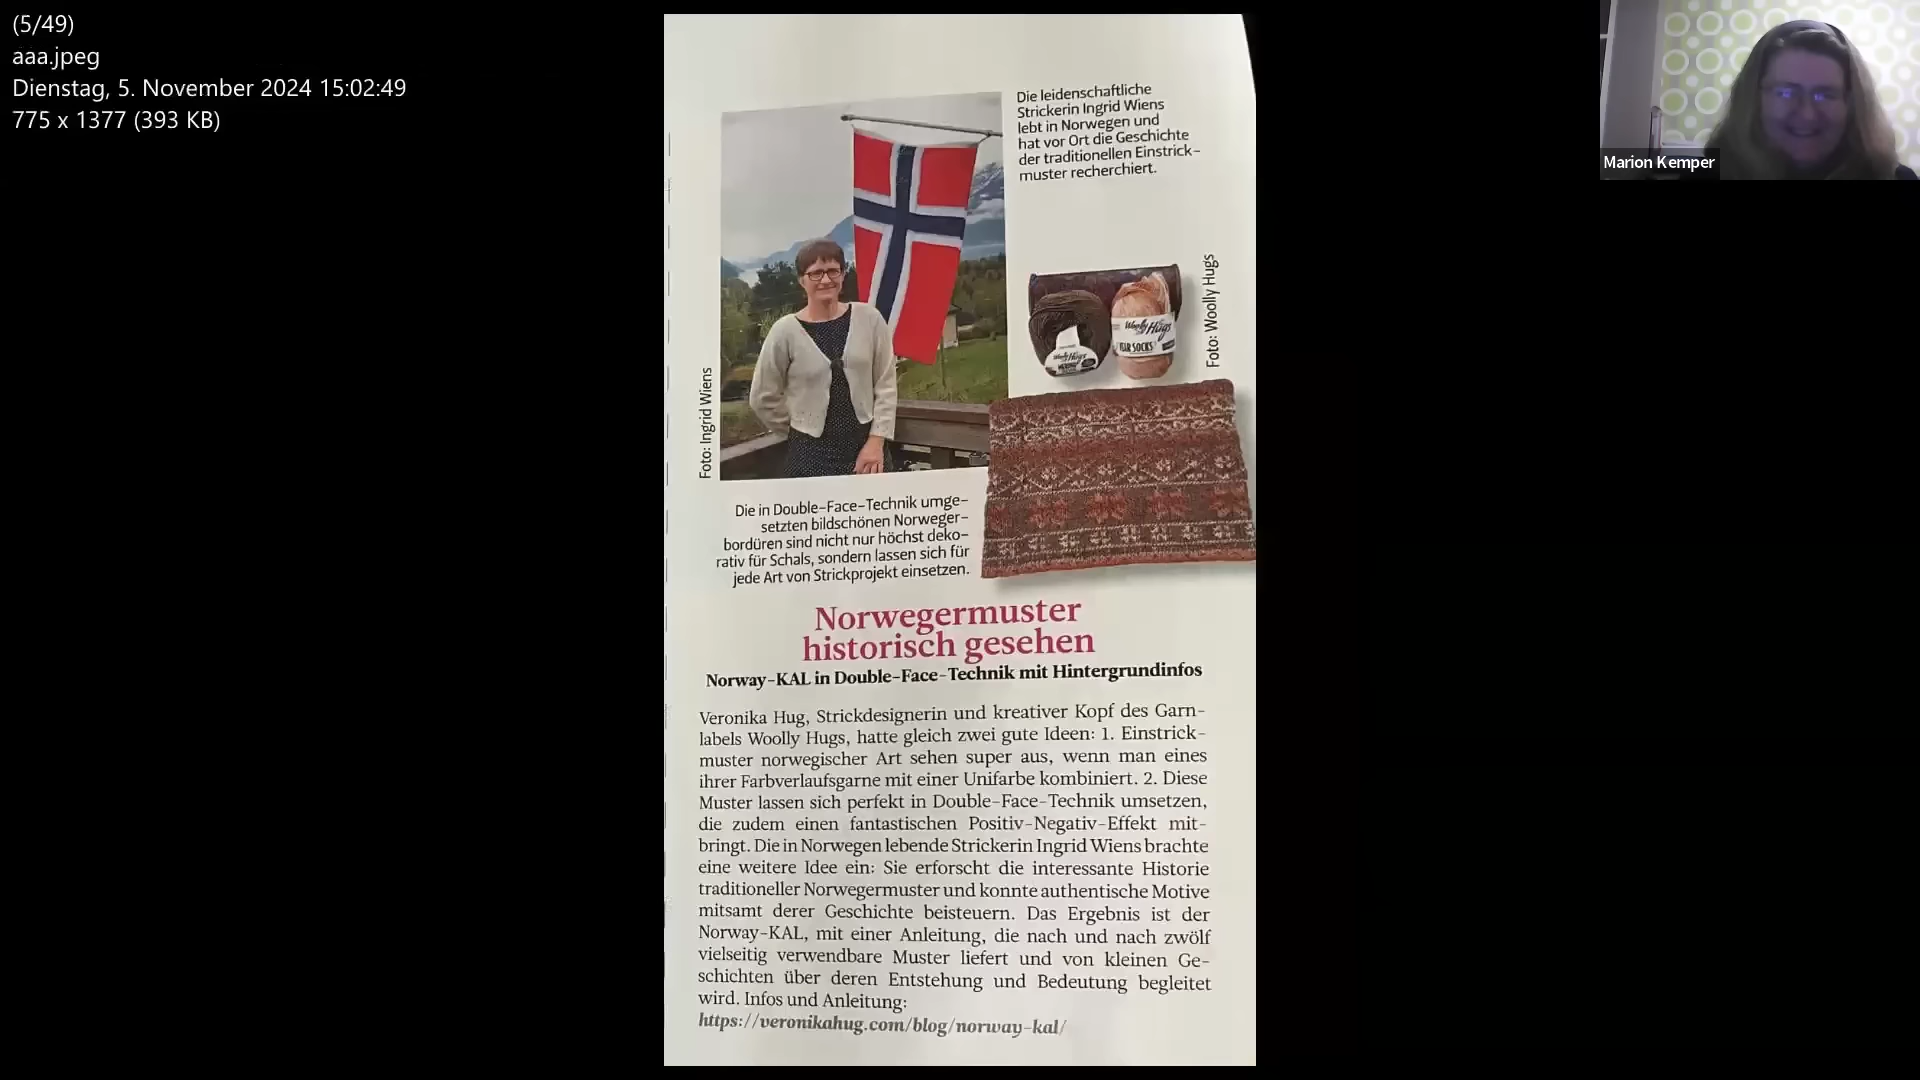 (5/49)
aaa.jpeg
Dienstag, 5. November 2024 15:02:49
775 x 1377 (393 KB)
Marion Kemper
Die leidenschaftliche
Strickerin Ingrid Wiens
lebt in Norwegen und
hat vor Ort die Geschichte
der traditionellen Einstrick-
muster recherchiert.
Foto: Woolly Hugs
Woolly Hugs
Woolly Hugs
YEAR SOCKS
Foto: Ingrid Wiens
Die in Double-Face-Technik umge-
setzten bildschönen Norweger-
bordüren sind nicht nur höchst deko-
rativ für Schals, sondern lassen sich für
jede Art von Strickprojekt einsetzen.
Norwegermuster
historisch gesehen
Norway-KAL in Double-Face-Technik mit Hintergrundinfos
Veronika Hug, Strickdesignerin und kreativer Kopf des Garn-
labels Woolly Hugs, hatte gleich zwei gute Ideen: 1. Einstrick-
muster norwegischer Art sehen super aus, wenn man eines
ihrer Farbverlaufsgarne mit einer Unifarbe kombiniert. 2. Diese
Muster lassen sich perfekt in Double-Face-Technik umsetzen,
die zudem einen fantastischen Positiv-Negativ-Effekt mit-
bringt. Die in Norwegen lebende Strickerin Ingrid Wiens brachte
eine weitere Idee ein: Sie erforscht die interessante Historie
traditioneller Norwegermuster und konnte authentische Motive
mitsamt derer Geschichte beisteuern. Das Ergebnis ist der
Norway-KAL, mit einer Anleitung, die nach und nach zwölf
vielseitig verwendbare Muster liefert und von kleinen Ge-
schichten über deren Entstehung und Bedeutung begleitet
wird. Infos und Anleitung:
https://veronikahug.com/blog/norway-kal/